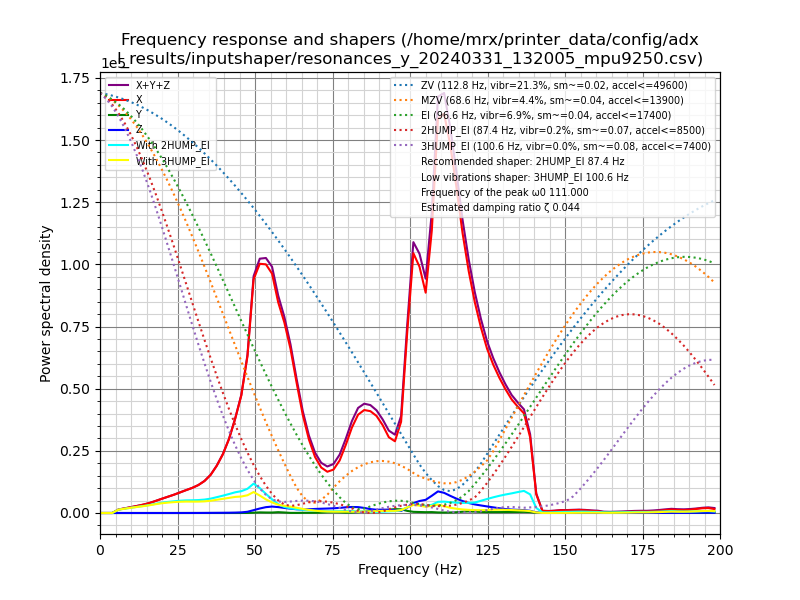 Frequency response and shapers (/home/mrx/printer_data/config/adx
l_results/inputshaper/resonances_y_20240331_132005_mpu9250.csv)
1e5
X+Y+Z
X
Y
Z
With 2HUMP_EI
With 3HUMP_EI
ZV (112.8 Hz, vibr=21.3%, sm~=0.02, accel<=49600)
MZV (68.6 Hz, vibr=4.4%, sm~=0.04, accel<=13900)
EI (96.6 Hz, vibr=6.9%, sm~=0.04, accel<=17400)
2HUMP_EI (87.4 Hz, vibr=0.2%, sm~=0.07, accel<=8500)
3HUMP_EI (100.6 Hz, vibr=0.0%, sm~=0.08, accel<=7400)
Recommended shaper: 2HUMP_EI 87.4 Hz
Low vibrations shaper: 3HUMP_EI 100.6 Hz
Frequency of the peak ω0 111.000
Estimated damping ratio ζ 0.044
1.75
1.50
1.25
1.00
0.75
0.50
0.25
0.00
Power spectral density
0 25 50 75 100 125 150 175 200
Frequency (Hz)